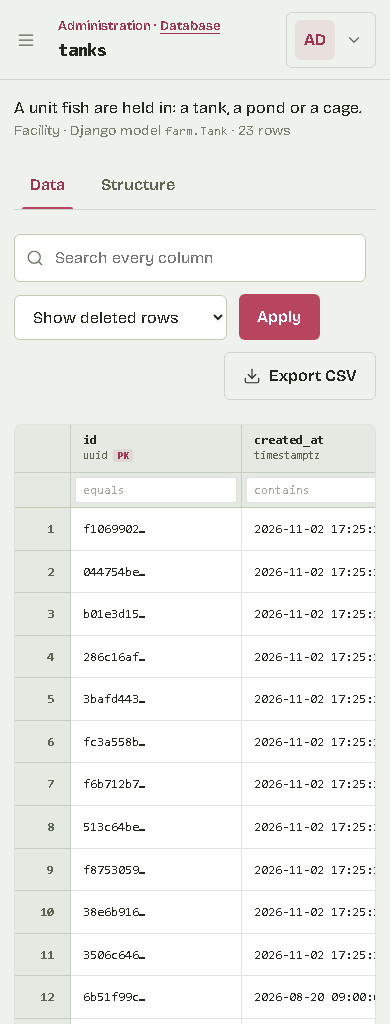 Administration · Database
tanks
AD
A unit fish are held in: a tank, a pond or a cage.
Facility · Django model farm.Tank · 23 rows
Data Structure
Search every column
Show deleted rows Apply
Export CSV
id created_at
uuid PK timestamptz
equals contains
1 f1069902… 2026-11-02 17:25:
2 044754be… 2026-11-02 17:25:
3 b01e3d15… 2026-11-02 17:25:
4 286c16af… 2026-11-02 17:25:
5 3bafd443… 2026-11-02 17:25:
6 fc3a558b… 2026-11-02 17:25:
7 f6b712b7… 2026-11-02 17:25:
8 513c64be… 2026-11-02 17:25:
9 f8753059… 2026-11-02 17:25:
10 38e6b916… 2026-11-02 17:25:
11 3506c646… 2026-11-02 17:25:
12 6b51f99c… 2026-08-20 09:00: